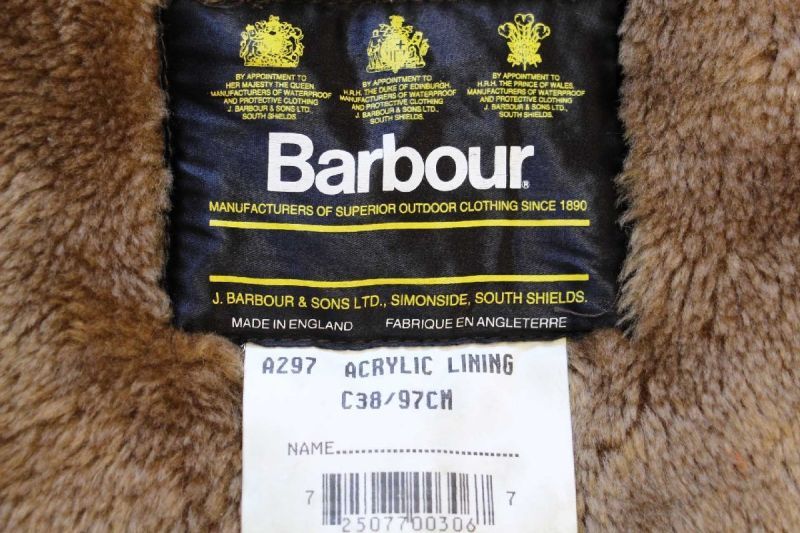 BY APPOINTMENT TO
HER MAJESTY THE QUEEN
MANUFACTURERS OF WATERPROOF
AND PROTECTIVE CLOTHING
J. BARBOUR & SONS LTD.,
SOUTH SHIELDS.
BY APPOINTMENT TO
H.R.H. THE DUKE OF EDINBURGH,
MANUFACTURERS OF WATERPROOF
AND PROTECTIVE CLOTHING
J. BARBOUR & SONS LTD.,
SOUTH SHIELDS.
BY APPOINTMENT TO
H.R.H. THE PRINCE OF WALES,
MANUFACTURERS OF WATERPROOF
AND PROTECTIVE CLOTHING
J. BARBOUR & SONS LTD.,
SOUTH SHIELDS.
Barbour®
MANUFACTURERS OF SUPERIOR OUTDOOR CLOTHING SINCE 1890
J. BARBOUR & SONS LTD., SIMONSIDE, SOUTH SHIELDS.
MADE IN ENGLAND FABRIQUE EN ANGLETERRE
A297 ACRYLIC LINING
C38/97CM
NAME...................................
7 2507700306 7